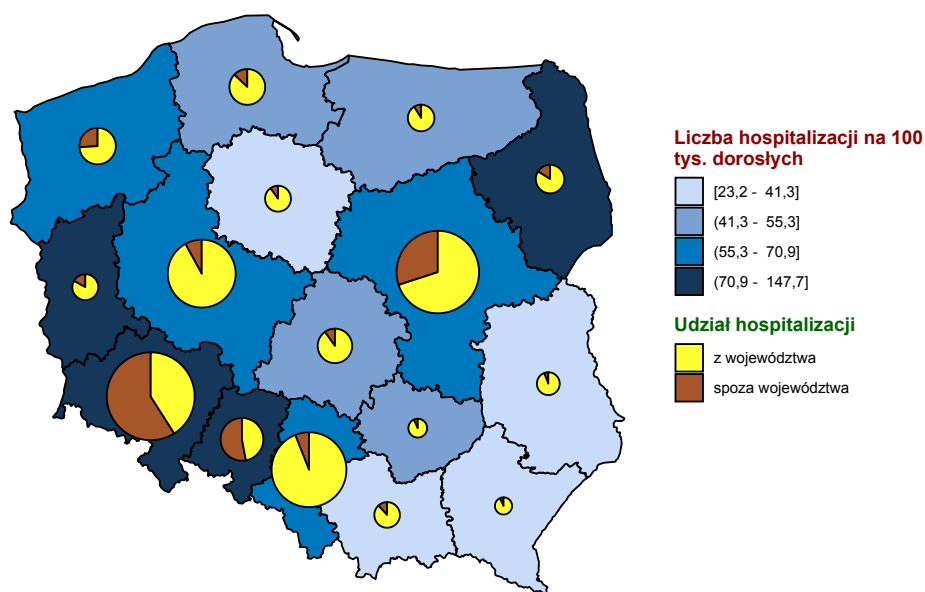 Liczba hospitalizacji na 100
tys. dorosłych
[23,2 - 41,3]
(41,3 - 55,3]
(55,3 - 70,9]
(70,9 - 147,7]
Udział hospitalizacji
z województwa
spoza województwa